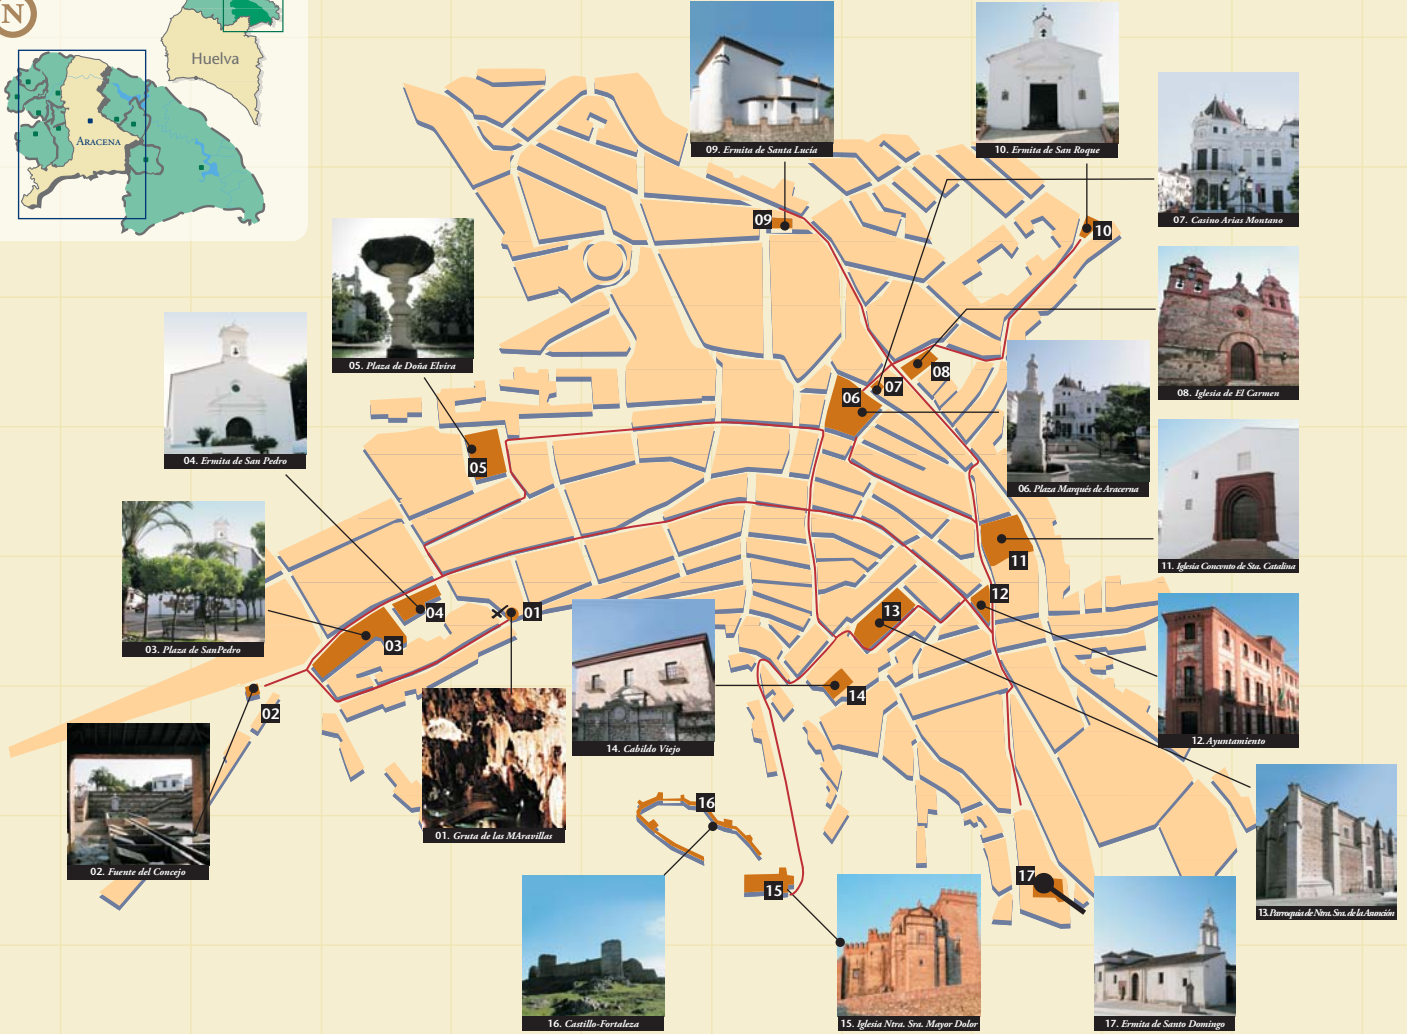 N
Huelva
ARACENA
09. Ermita de Santa Lucía
10. Ermita de San Roque
07. Casino Arias Montano
05. Plaza de Doña Elvira
08. Iglesia de El Carmen
04. Ermita de San Pedro
06. Plaza Marqués de Aracerna
11. Iglesia Concvnto de Sta. Catalina
03. Plaza de SanPedro
12. Ayuntamiento
14. Cabildo Viejo
01. Gruta de las MAravillas
02. Fuente del Concejo
13.Parroquia de Ntra. Sra. de la Asunción
16. Castillo-Fortaleza
15. Iglesia Ntra. Sra. Mayor Dolor
17. Ermita de Santo Domingo
09
10
08
07
06
05
11
12
13
04
01
03
14
02
16
15
17